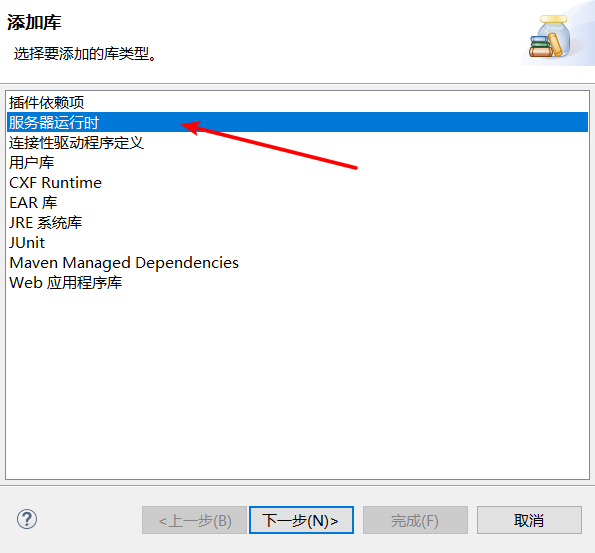 添加库
选择要添加的库类型。
插件依赖项
服务器运行时
连接性驱动程序定义
用户库
CXF Runtime
EAR 库
JRE 系统库
JUnit
Maven Managed Dependencies
Web 应用程序库
?
<上一步(B) 下一步(N)> 完成(F) 取消